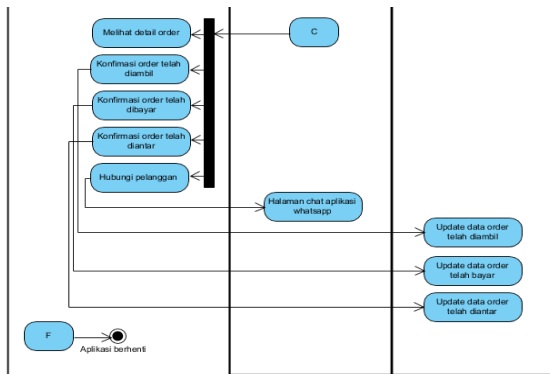 Melihat detail order
C
Konfirmasi order telah
diambil
Konfirmasi order telah
dibayar
Konfirmasi order telah
diantar
Hubungi pelanggan
Halaman chat aplikasi
whatsapp
Update data order
telah diambil
Update data order
telah bayar
Update data order
telah diantar
F
Aplikasi berhenti